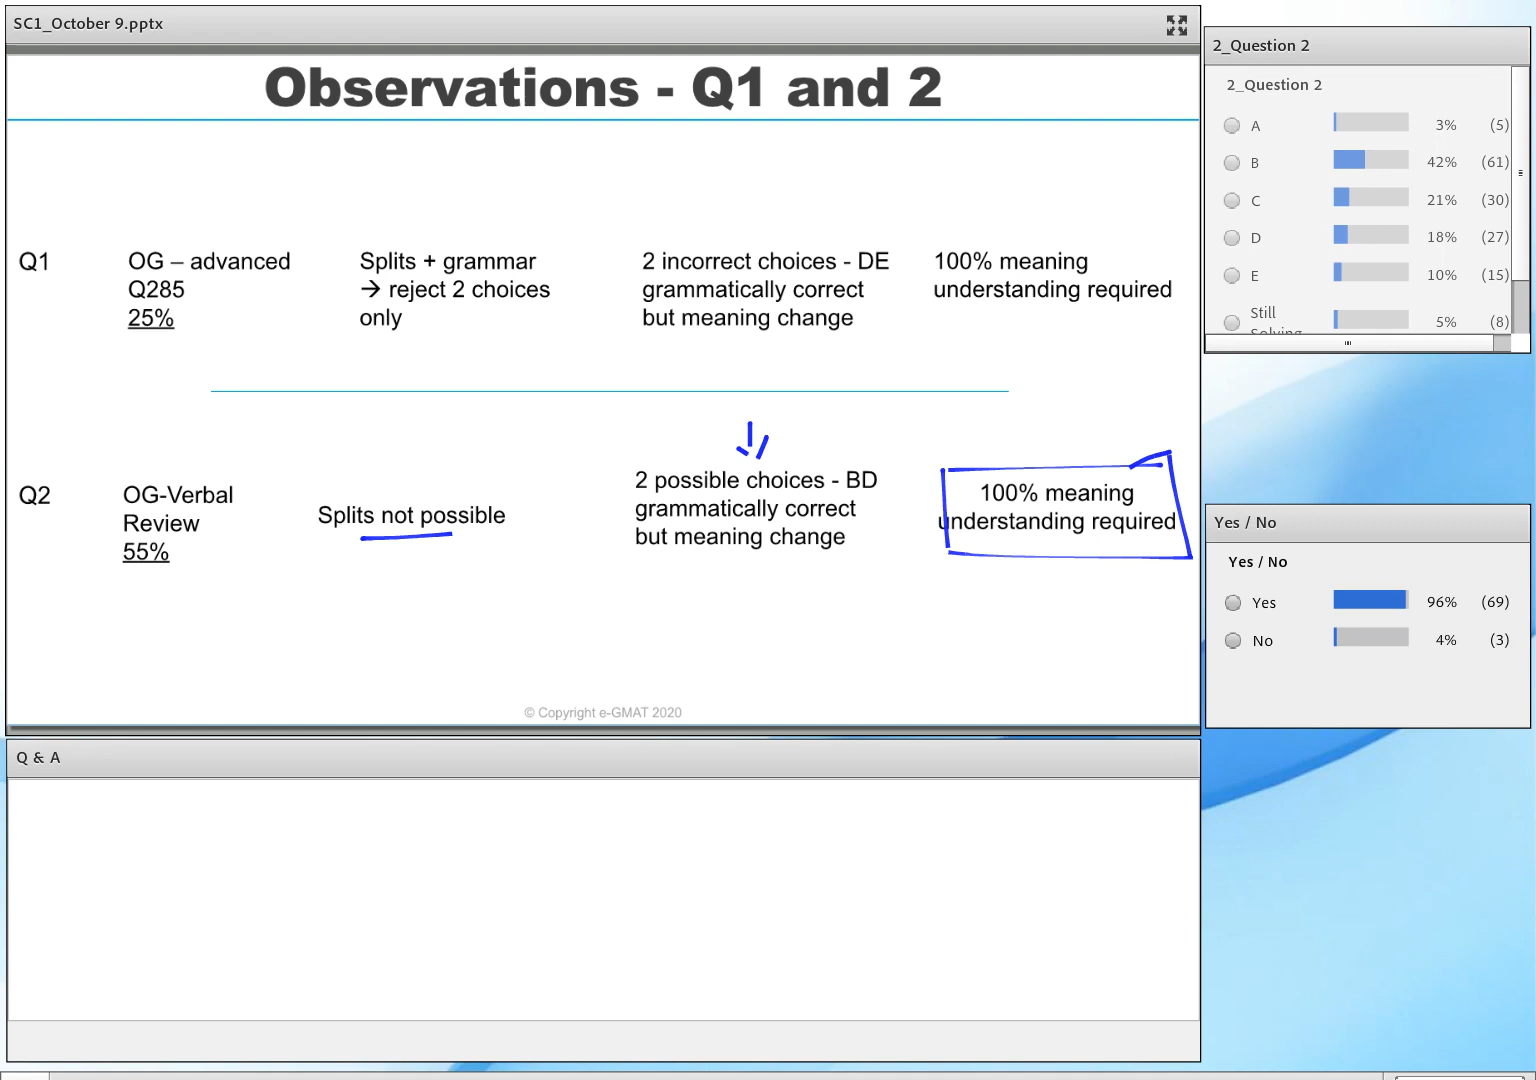 SC1_October 9.pptx
Observations - Q1 and 2
Q1
OG – advanced
Q285
25%
Splits + grammar
→ reject 2 choices
only
2 incorrect choices - DE
grammatically correct
but meaning change
100% meaning
understanding required
Q2
OG-Verbal
Review
55%
Splits not possible
2 possible choices - BD
grammatically correct
but meaning change
100% meaning
understanding required
© Copyright e-GMAT 2020
Q & A
2_Question 2
2_Question 2
A 3% (5)
B 42% (61)
C 21% (30)
D 18% (27)
E 10% (15)
Still
Solving 5% (8)
Yes / No
Yes / No
Yes 96% (69)
No 4% (3)